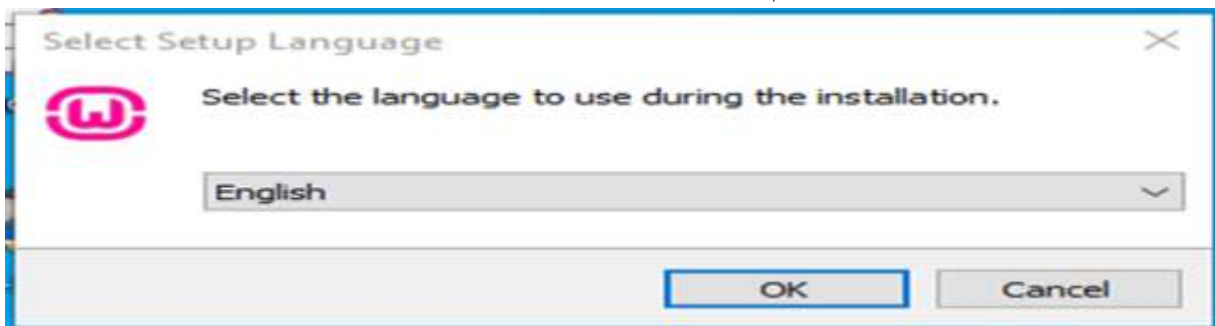 Select Setup Language
Select the language to use during the installation.
English
OK
Cancel